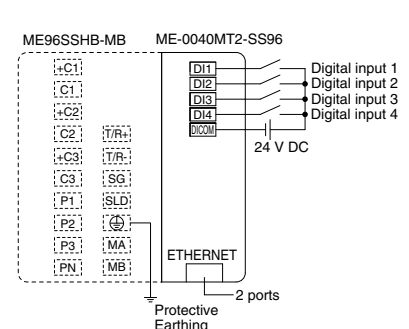 ME96SSHB-MB ME-0040MT2-SS96
+C1 DI1 Digital input 1
C1 DI2 Digital input 2
+C2 DI3 Digital input 3
DI4 Digital input 4
C2 T/R+ DICOM
24 V DC
+C3 T/R-
C3 SG
P1 SLD
P2
P3 MA ETHERNET
PN MB
2 ports
Protective
Earthing